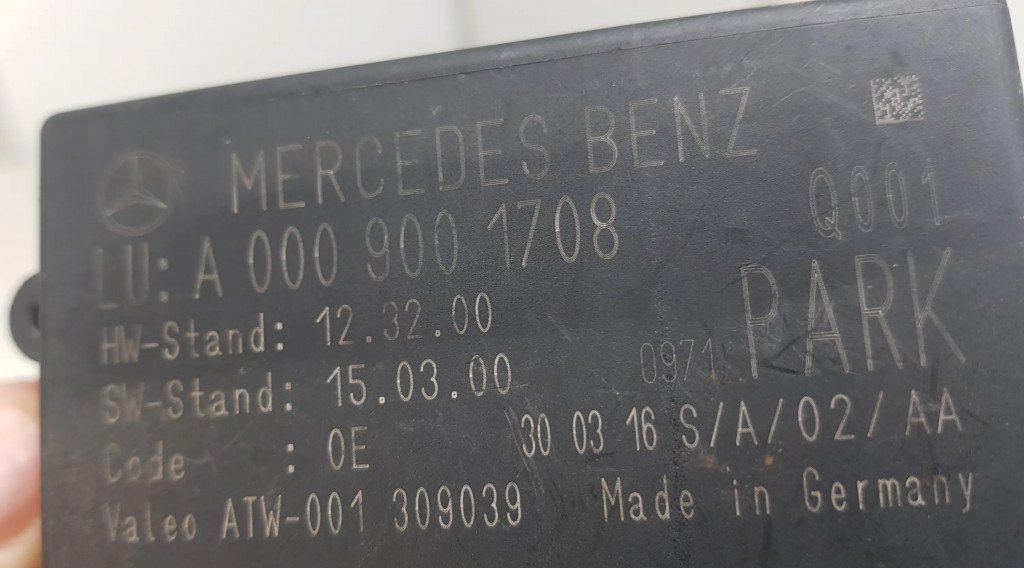 MERCEDES BENZ
Q001
LU: A 000 900 1708
HW-Stand: 12.32.00
PARK
SW-Stand: 15.03.00 0971
Code : 0E 30 03 16 S/A/02/AA
Valeo ATW-001 309039 Made in Germany